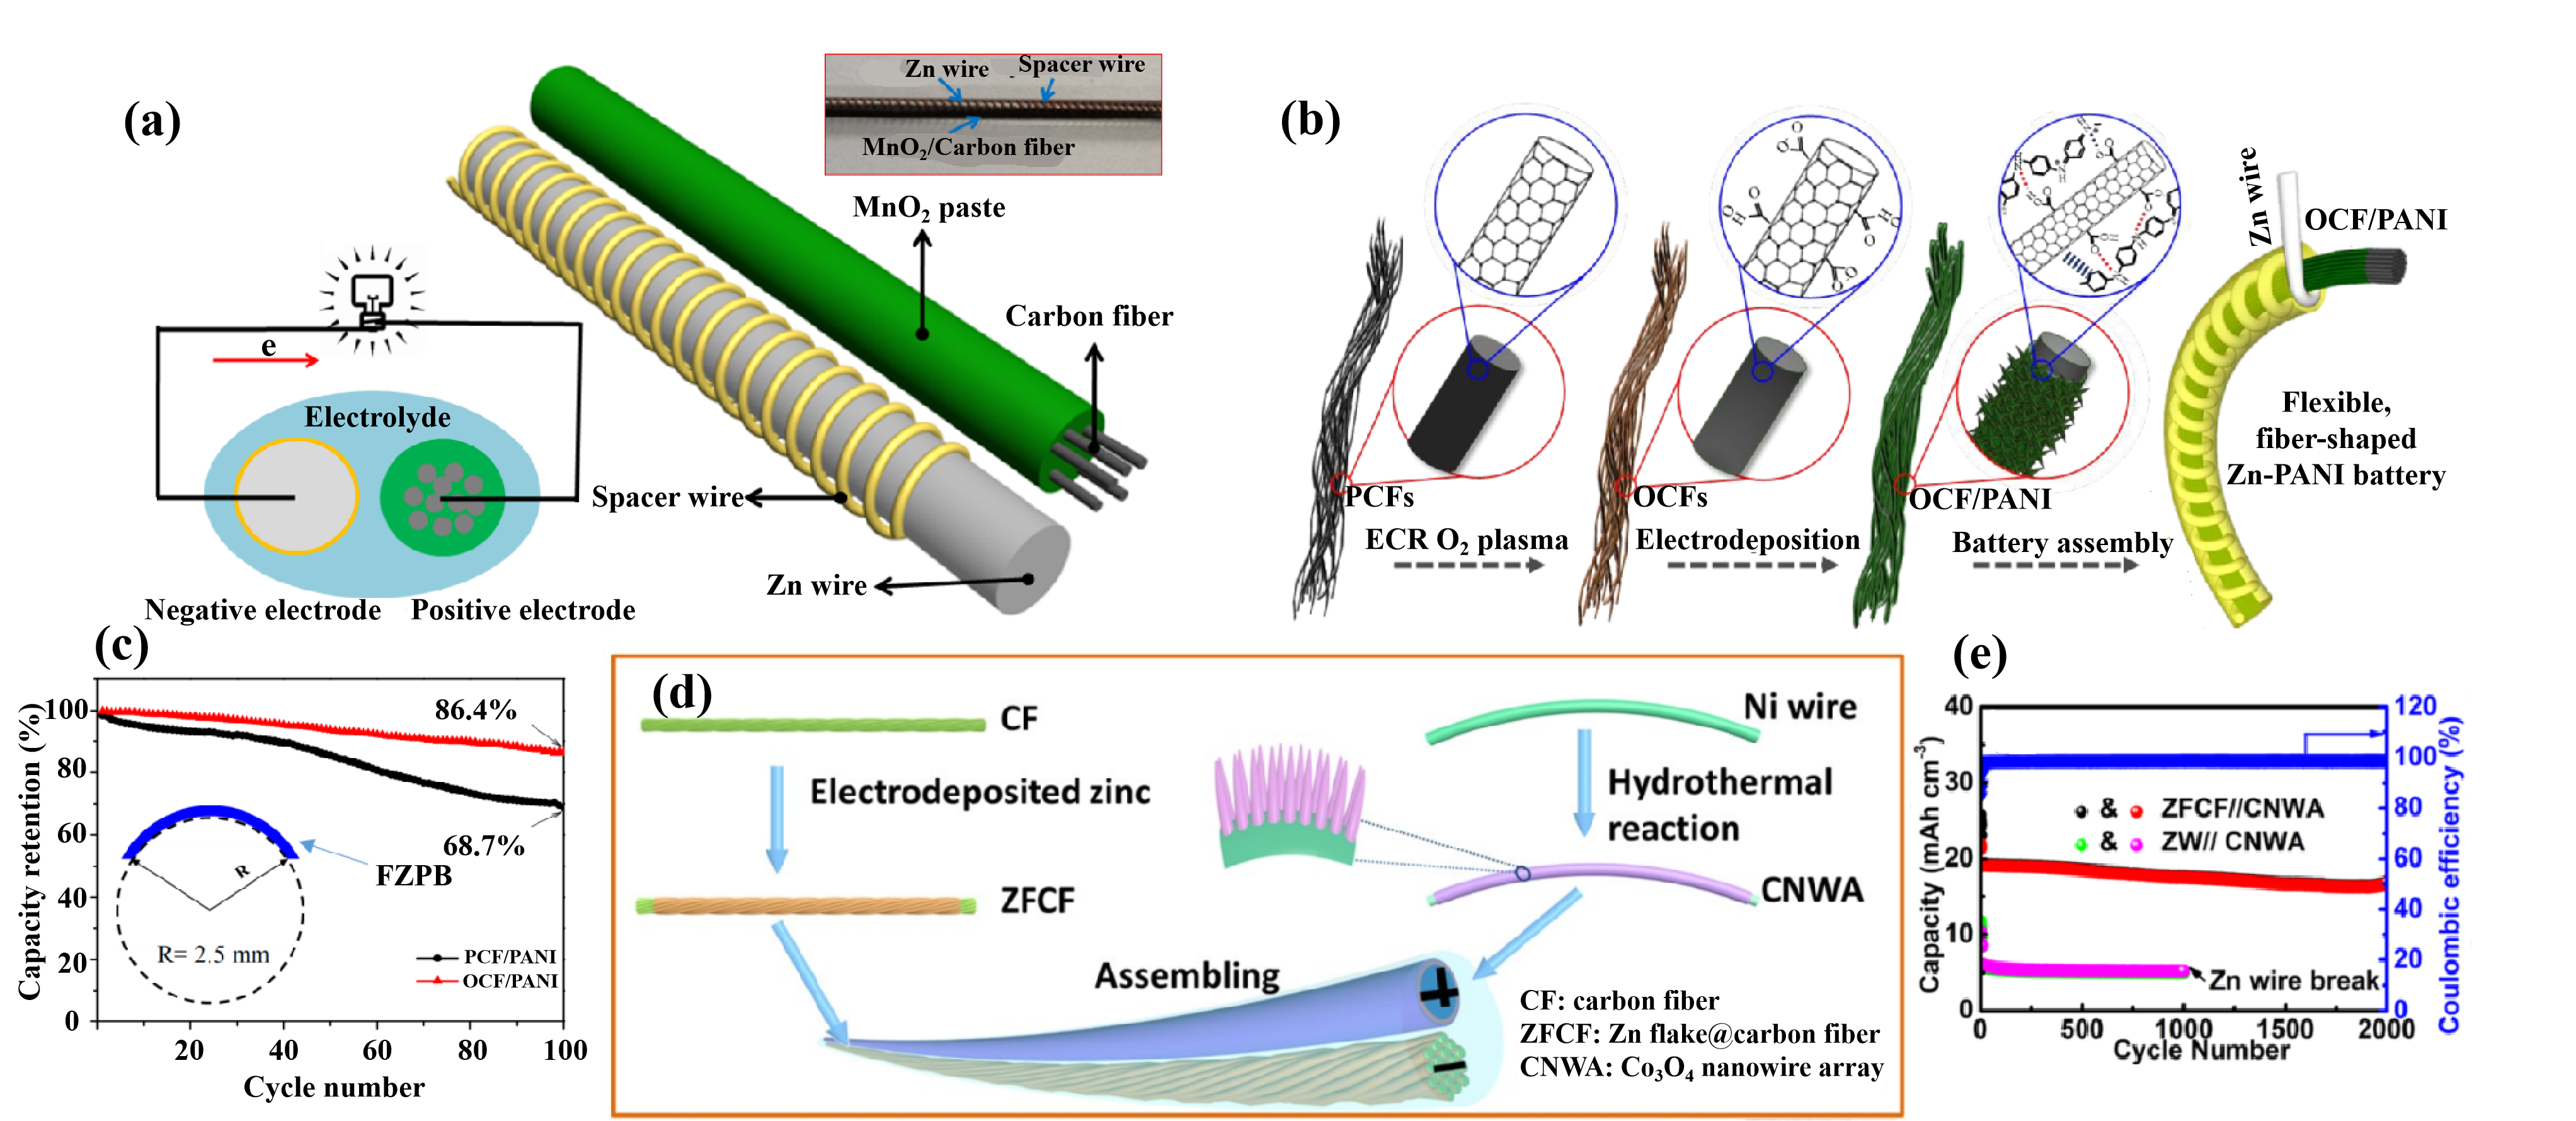 (a)
Zn wire
Spacer wire
MnO₂/Carbon fiber
MnO₂ paste
Carbon fiber
e
Electrolyde
Spacer wire
Zn wire
Negative electrode
Positive electrode
(b)
Zn wire
OCF/PANI
PCFs
OCFs
OCF/PANI
ECR O₂ plasma
Electrodeposition
Battery assembly
Flexible,
fiber-shaped
Zn-PANI battery
(c)
Capacity retention (%)
100
80
60
40
20
0
86.4%
68.7%
FZPB
R
R= 2.5 mm
PCF/PANI
OCF/PANI
20 40 60 80 100
Cycle number
(d)
CF
Electrodeposited zinc
ZFCF
Ni wire
Hydrothermal
reaction
CNWA
Assembling
+
−
CF: carbon fiber
ZFCF: Zn flake@carbon fiber
CNWA: Co₃O₄ nanowire array
(e)
Capacity (mAh cm⁻³)
40
30
20
10
0
& ZFCF//CNWA
& ZW// CNWA
Zn wire break
120
100
80
60
40
20
0
Coulombic efficiency (%)
0 500 1000 1500 2000
Cycle Number